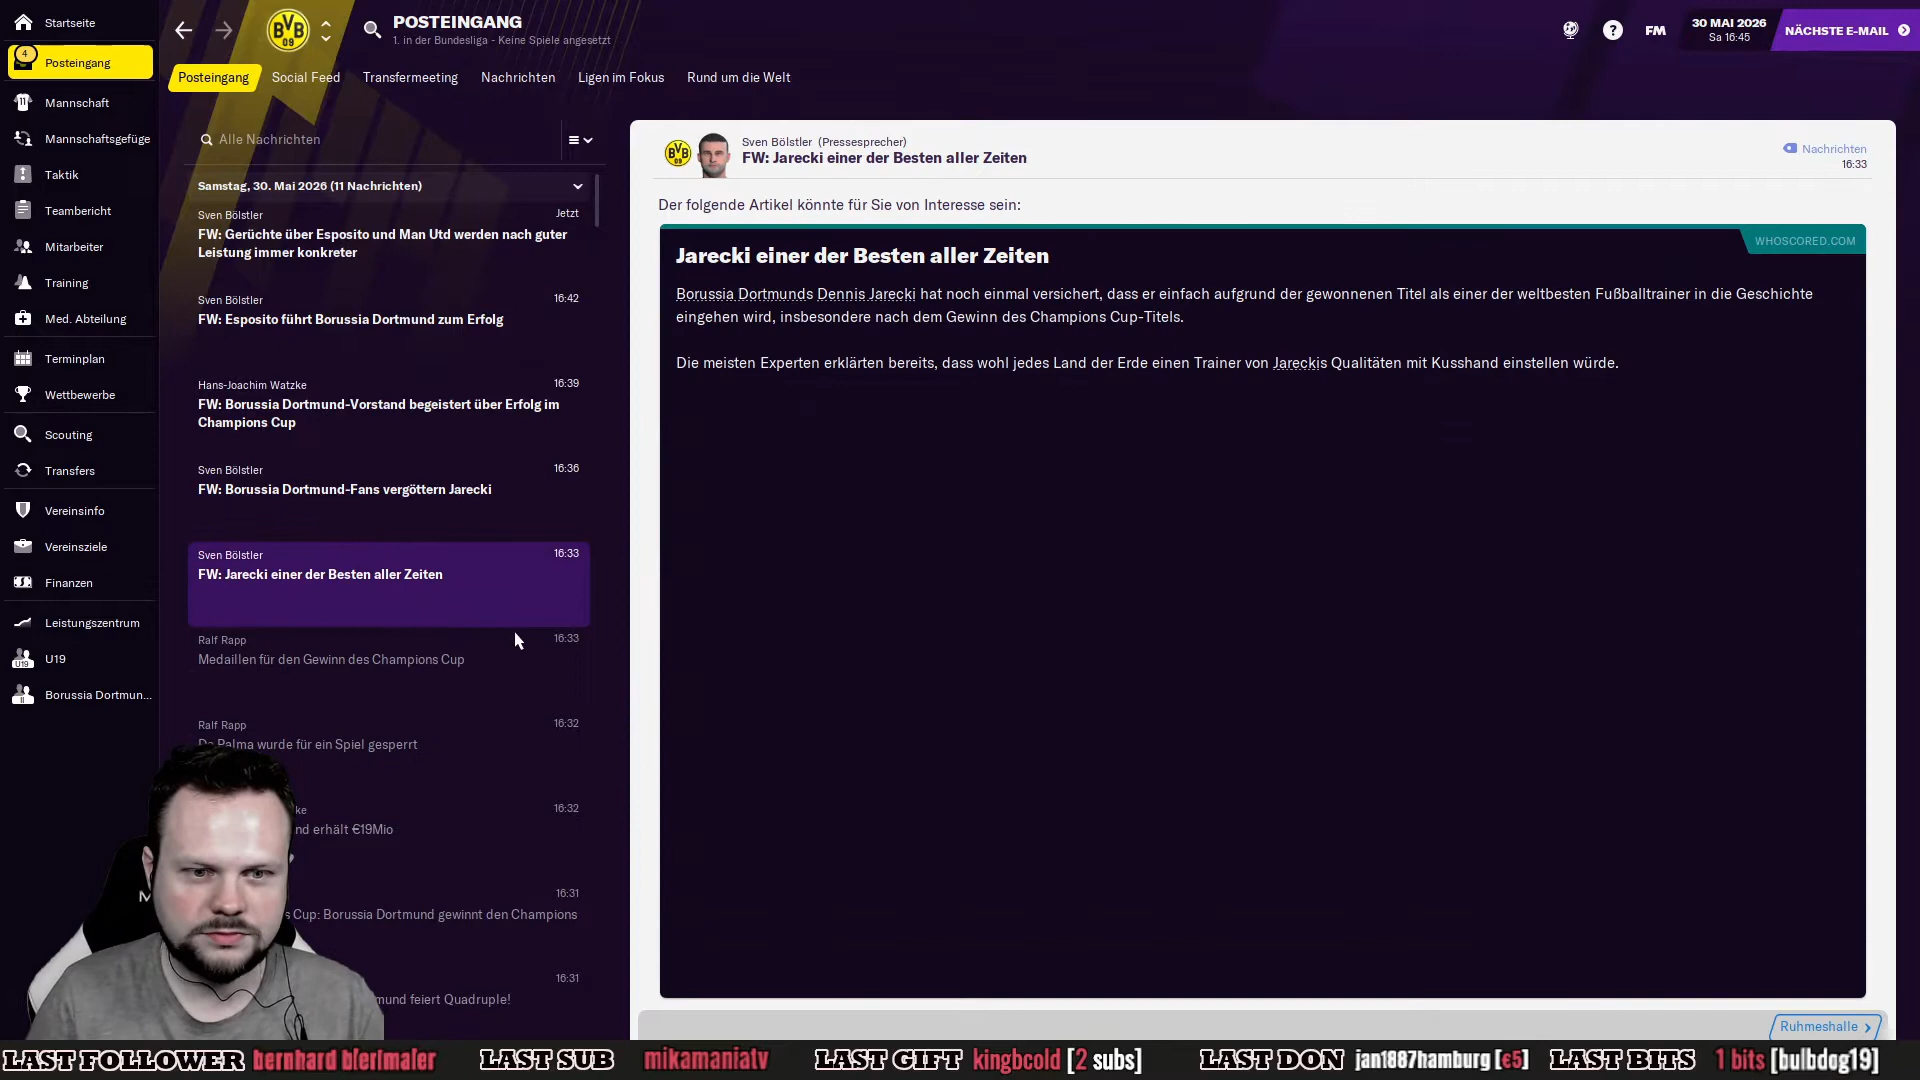 Startseite
4
Posteingang
Mannschaft
Mannschaftsgefüge
Taktik
Teambericht
Mitarbeiter
Training
Med. Abteilung
Terminplan
Wettbewerbe
Scouting
Transfers
Vereinsinfo
Vereinsziele
Finanzen
Leistungszentrum
U19
Borussia Dortmun...
BVB
09
POSTEINGANG
1. in der Bundesliga - Keine Spiele angesetzt
FM
30 MAI 2026
Sa 16:45
NÄCHSTE E-MAIL
Posteingang
Social Feed
Transfermeeting
Nachrichten
Ligen im Fokus
Rund um die Welt
Alle Nachrichten
Samstag, 30. Mai 2026 (11 Nachrichten)
Sven Bölstler
Jetzt
FW: Gerüchte über Esposito und Man Utd werden nach guter
Leistung immer konkreter
Sven Bölstler
16:42
FW: Esposito führt Borussia Dortmund zum Erfolg
Hans-Joachim Watzke
16:39
FW: Borussia Dortmund-Vorstand begeistert über Erfolg im
Champions Cup
Sven Bölstler
16:36
FW: Borussia Dortmund-Fans vergöttern Jarecki
Sven Bölstler
16:33
FW: Jarecki einer der Besten aller Zeiten
Ralf Rapp
16:33
Medaillen für den Gewinn des Champions Cup
Ralf Rapp
16:32
Palma wurde für ein Spiel gesperrt
ke
16:32
nd erhält €19Mio
16:31
s Cup: Borussia Dortmund gewinnt den Champions
16:31
mund feiert Quadruple!
Sven Bölstler (Pressesprecher)
FW: Jarecki einer der Besten aller Zeiten
Nachrichten
16:33
Der folgende Artikel könnte für Sie von Interesse sein:
WHOSCORED.COM
Jarecki einer der Besten aller Zeiten
Borussia Dortmunds Dennis Jarecki hat noch einmal versichert, dass er einfach aufgrund der gewonnenen Titel als einer der weltbesten Fußballtrainer in die Geschichte
eingehen wird, insbesondere nach dem Gewinn des Champions Cup-Titels.
Die meisten Experten erklärten bereits, dass wohl jedes Land der Erde einen Trainer von Jareckis Qualitäten mit Kusshand einstellen würde.
Ruhmeshalle
LAST FOLLOWER bernhard bierlmaier LAST SUB mikamaniatv LAST GIFT kingbcold [2 subs] LAST DON jan1887hamburg [€5] LAST BITS 1 bits [bulbdog19]